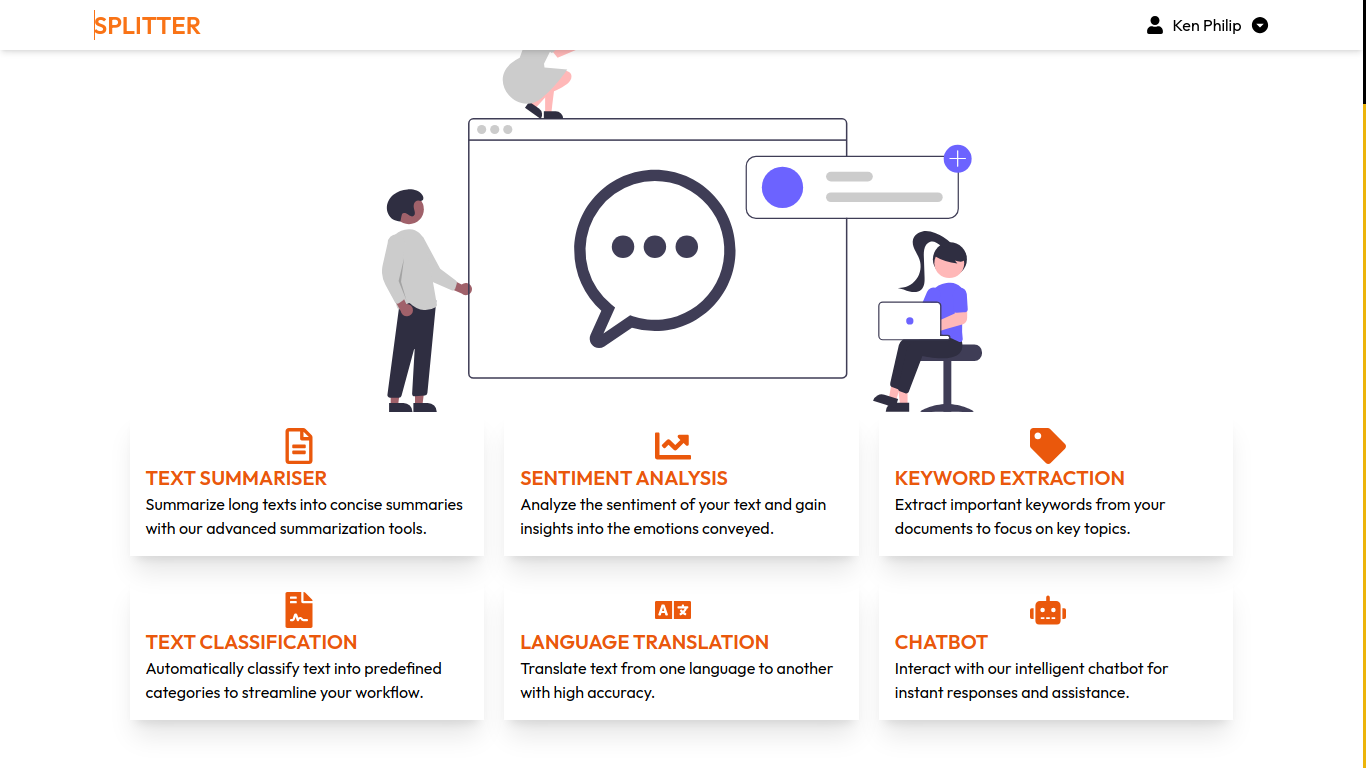 SPLITTER
Ken Philip
TEXT SUMMARISER
Summarize long texts into concise summaries
with our advanced summarization tools.
SENTIMENT ANALYSIS
Analyze the sentiment of your text and gain
insights into the emotions conveyed.
KEYWORD EXTRACTION
Extract important keywords from your
documents to focus on key topics.
TEXT CLASSIFICATION
Automatically classify text into predefined
categories to streamline your workflow.
A
LANGUAGE TRANSLATION
Translate text from one language to another
with high accuracy.
CHATBOT
Interact with our intelligent chatbot for
instant responses and assistance.